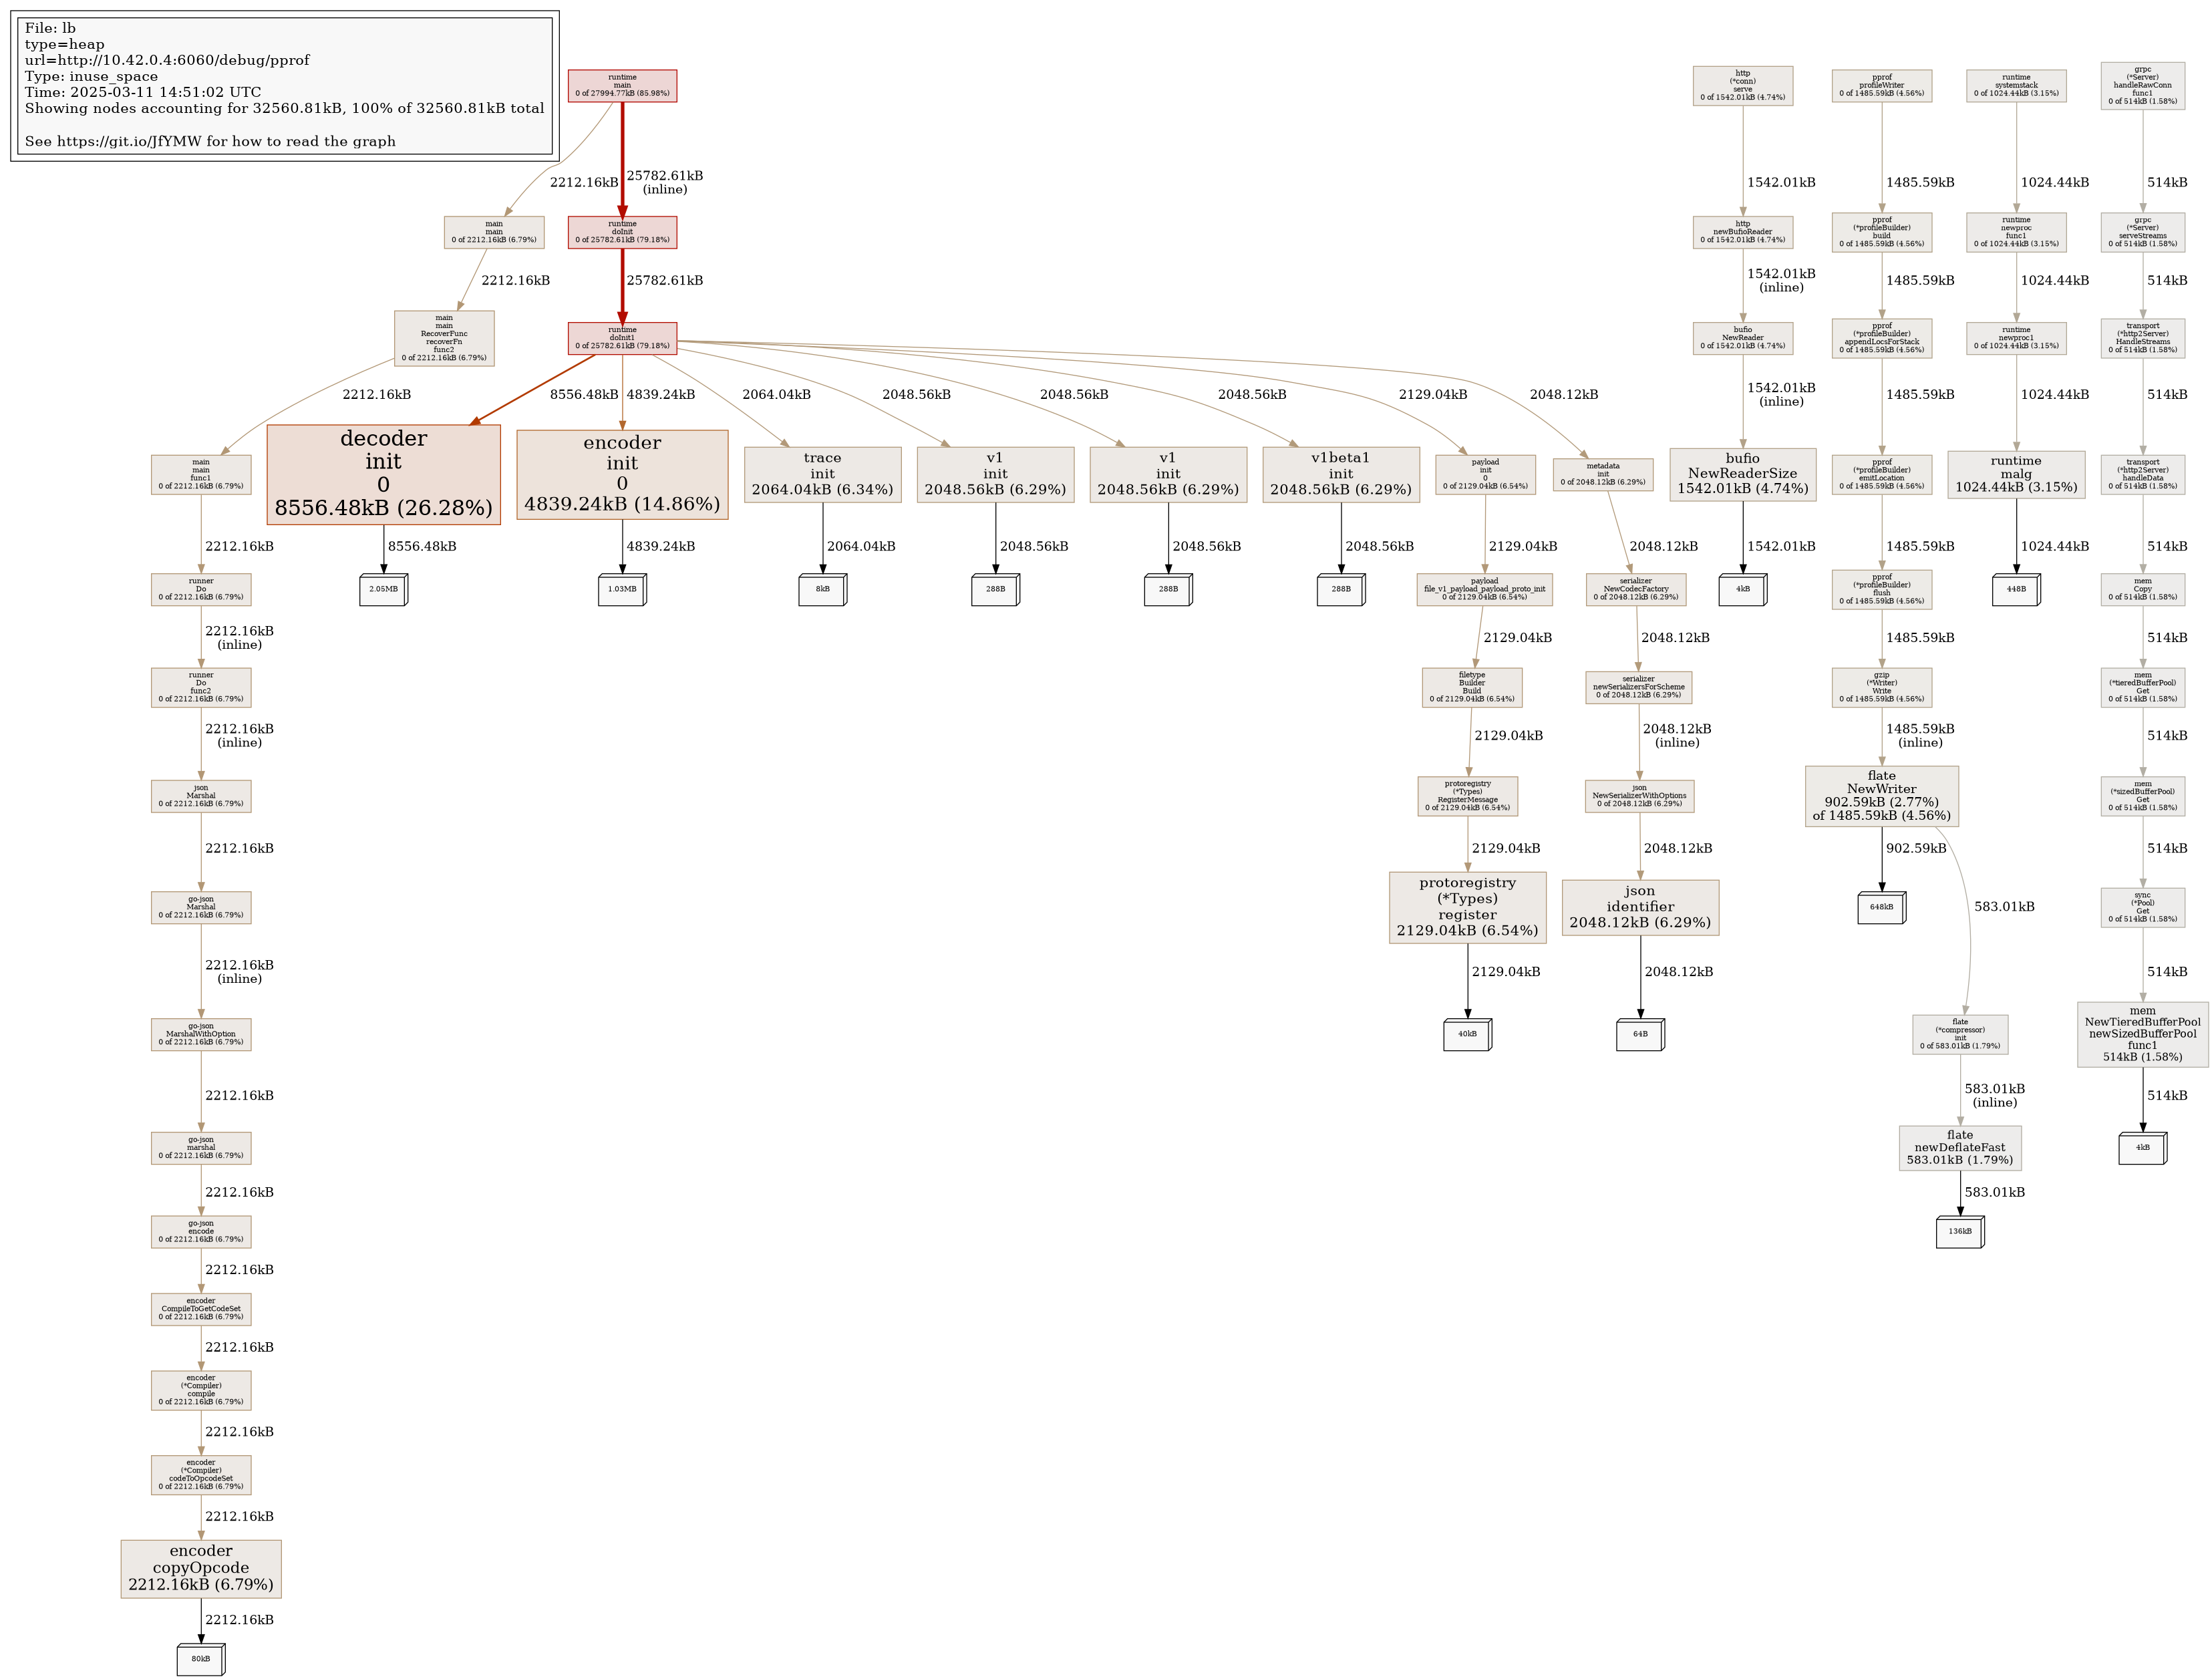 File: lb
type=heap
url=http://10.42.0.4:6060/debug/pprof
Type: inuse_space
Time: 2025-03-11 14:51:02 UTC
Showing nodes accounting for 32560.81kB, 100% of 32560.81kB total
See https://git.io/JfYMW for how to read the graph
runtime
main
0 of 27994.77kB (85.98%)
2212.16kB
25782.61kB
(inline)
main
main
0 of 2212.16kB (6.79%)
runtime
doInit
0 of 25782.61kB (79.18%)
2212.16kB
25782.61kB
main
main
RecoverFunc
recoverFn
func2
0 of 2212.16kB (6.79%)
runtime
doInit1
0 of 25782.61kB (79.18%)
2212.16kB
8556.48kB
4839.24kB
2064.04kB
2048.56kB
2048.56kB
2048.56kB
2129.04kB
2048.12kB
main
main
func1
0 of 2212.16kB (6.79%)
decoder
init
0
8556.48kB (26.28%)
encoder
init
0
4839.24kB (14.86%)
trace
init
2064.04kB (6.34%)
v1
init
2048.56kB (6.29%)
v1
init
2048.56kB (6.29%)
v1beta1
init
2048.56kB (6.29%)
payload
init
0
0 of 2129.04kB (6.54%)
metadata
init
0 of 2048.12kB (6.29%)
2212.16kB
8556.48kB
4839.24kB
2064.04kB
2048.56kB
2048.56kB
2048.56kB
2129.04kB
2048.12kB
2.05MB
1.03MB
8kB
288B
288B
288B
runner
Do
0 of 2212.16kB (6.79%)
2212.16kB
(inline)
runner
Do
func2
0 of 2212.16kB (6.79%)
2212.16kB
(inline)
json
Marshal
0 of 2212.16kB (6.79%)
2212.16kB
go-json
Marshal
0 of 2212.16kB (6.79%)
2212.16kB
(inline)
go-json
MarshalWithOption
0 of 2212.16kB (6.79%)
2212.16kB
go-json
marshal
0 of 2212.16kB (6.79%)
2212.16kB
go-json
encode
0 of 2212.16kB (6.79%)
2212.16kB
encoder
CompileToGetCodeSet
0 of 2212.16kB (6.79%)
2212.16kB
encoder
(*Compiler)
compile
0 of 2212.16kB (6.79%)
2212.16kB
encoder
(*Compiler)
codeToOpcodeSet
0 of 2212.16kB (6.79%)
2212.16kB
encoder
copyOpcode
2212.16kB (6.79%)
2212.16kB
80kB
payload
file_v1_payload_payload_proto_init
0 of 2129.04kB (6.54%)
2129.04kB
filetype
Builder
Build
0 of 2129.04kB (6.54%)
2129.04kB
protoregistry
(*Types)
RegisterMessage
0 of 2129.04kB (6.54%)
2129.04kB
protoregistry
(*Types)
register
2129.04kB (6.54%)
2129.04kB
40kB
serializer
NewCodecFactory
0 of 2048.12kB (6.29%)
2048.12kB
serializer
newSerializersForScheme
0 of 2048.12kB (6.29%)
2048.12kB
(inline)
json
NewSerializerWithOptions
0 of 2048.12kB (6.29%)
2048.12kB
json
identifier
2048.12kB (6.29%)
2048.12kB
64B
http
(*conn)
serve
0 of 1542.01kB (4.74%)
1542.01kB
http
newBufioReader
0 of 1542.01kB (4.74%)
1542.01kB
(inline)
bufio
NewReader
0 of 1542.01kB (4.74%)
1542.01kB
(inline)
bufio
NewReaderSize
1542.01kB (4.74%)
1542.01kB
4kB
pprof
profileWriter
0 of 1485.59kB (4.56%)
1485.59kB
pprof
(*profileBuilder)
build
0 of 1485.59kB (4.56%)
1485.59kB
pprof
(*profileBuilder)
appendLocsForStack
0 of 1485.59kB (4.56%)
1485.59kB
pprof
(*profileBuilder)
emitLocation
0 of 1485.59kB (4.56%)
1485.59kB
pprof
(*profileBuilder)
flush
0 of 1485.59kB (4.56%)
1485.59kB
gzip
(*Writer)
Write
0 of 1485.59kB (4.56%)
1485.59kB
(inline)
flate
NewWriter
902.59kB (2.77%)
of 1485.59kB (4.56%)
902.59kB
583.01kB
648kB
flate
(*compressor)
init
0 of 583.01kB (1.79%)
583.01kB
(inline)
flate
newDeflateFast
583.01kB (1.79%)
583.01kB
136kB
runtime
systemstack
0 of 1024.44kB (3.15%)
1024.44kB
runtime
newproc
func1
0 of 1024.44kB (3.15%)
1024.44kB
runtime
newproc1
0 of 1024.44kB (3.15%)
1024.44kB
runtime
malg
1024.44kB (3.15%)
1024.44kB
448B
grpc
(*Server)
handleRawConn
func1
0 of 514kB (1.58%)
514kB
grpc
(*Server)
serveStreams
0 of 514kB (1.58%)
514kB
transport
(*http2Server)
HandleStreams
0 of 514kB (1.58%)
514kB
transport
(*http2Server)
handleData
0 of 514kB (1.58%)
514kB
mem
Copy
0 of 514kB (1.58%)
514kB
mem
(*tieredBufferPool)
Get
0 of 514kB (1.58%)
514kB
mem
(*sizedBufferPool)
Get
0 of 514kB (1.58%)
514kB
sync
(*Pool)
Get
0 of 514kB (1.58%)
514kB
mem
NewTieredBufferPool
newSizedBufferPool
func1
514kB (1.58%)
514kB
4kB